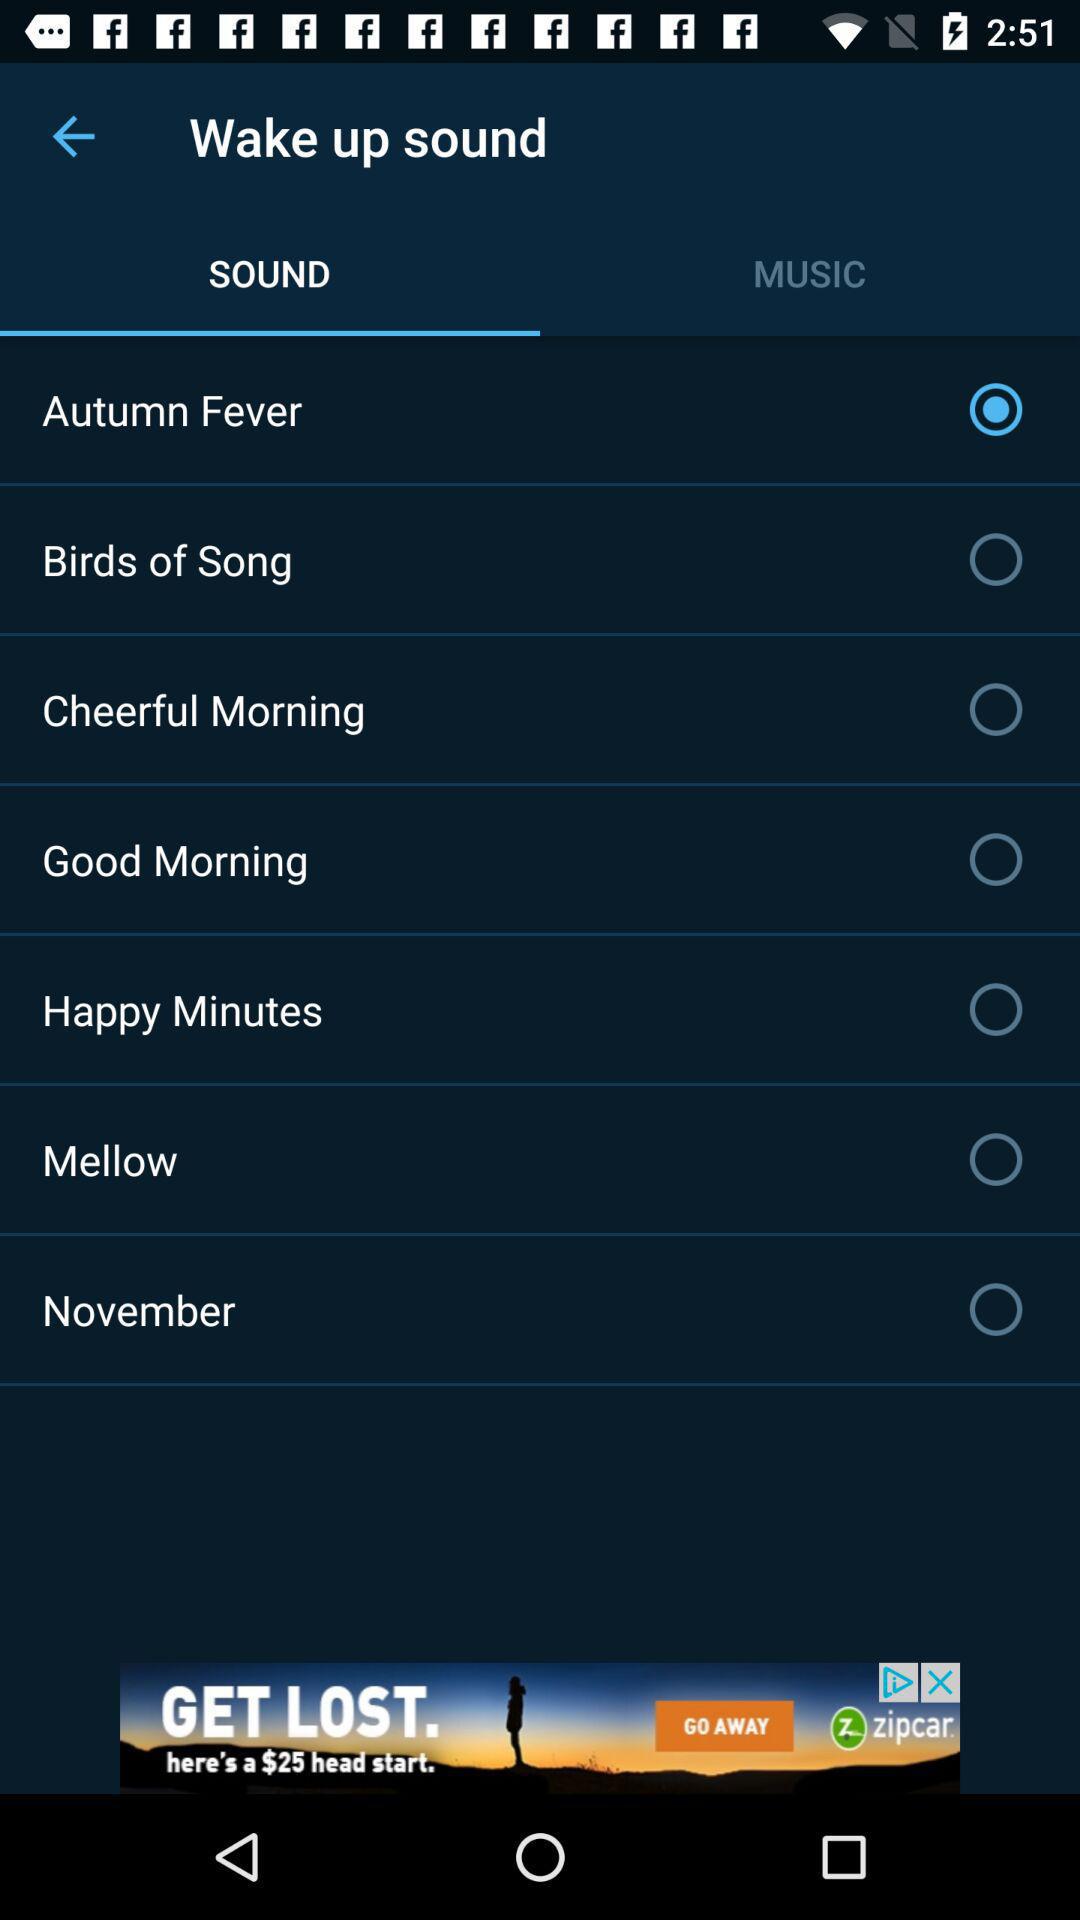 2:51
Wake up sound
SOUND
MUSIC
Autumn Fever
Birds of Song
Cheerful Morning
Good Morning
Happy Minutes
Mellow
November
GET LOST.
here's a $25 head start.
GO AWAY
zipcar